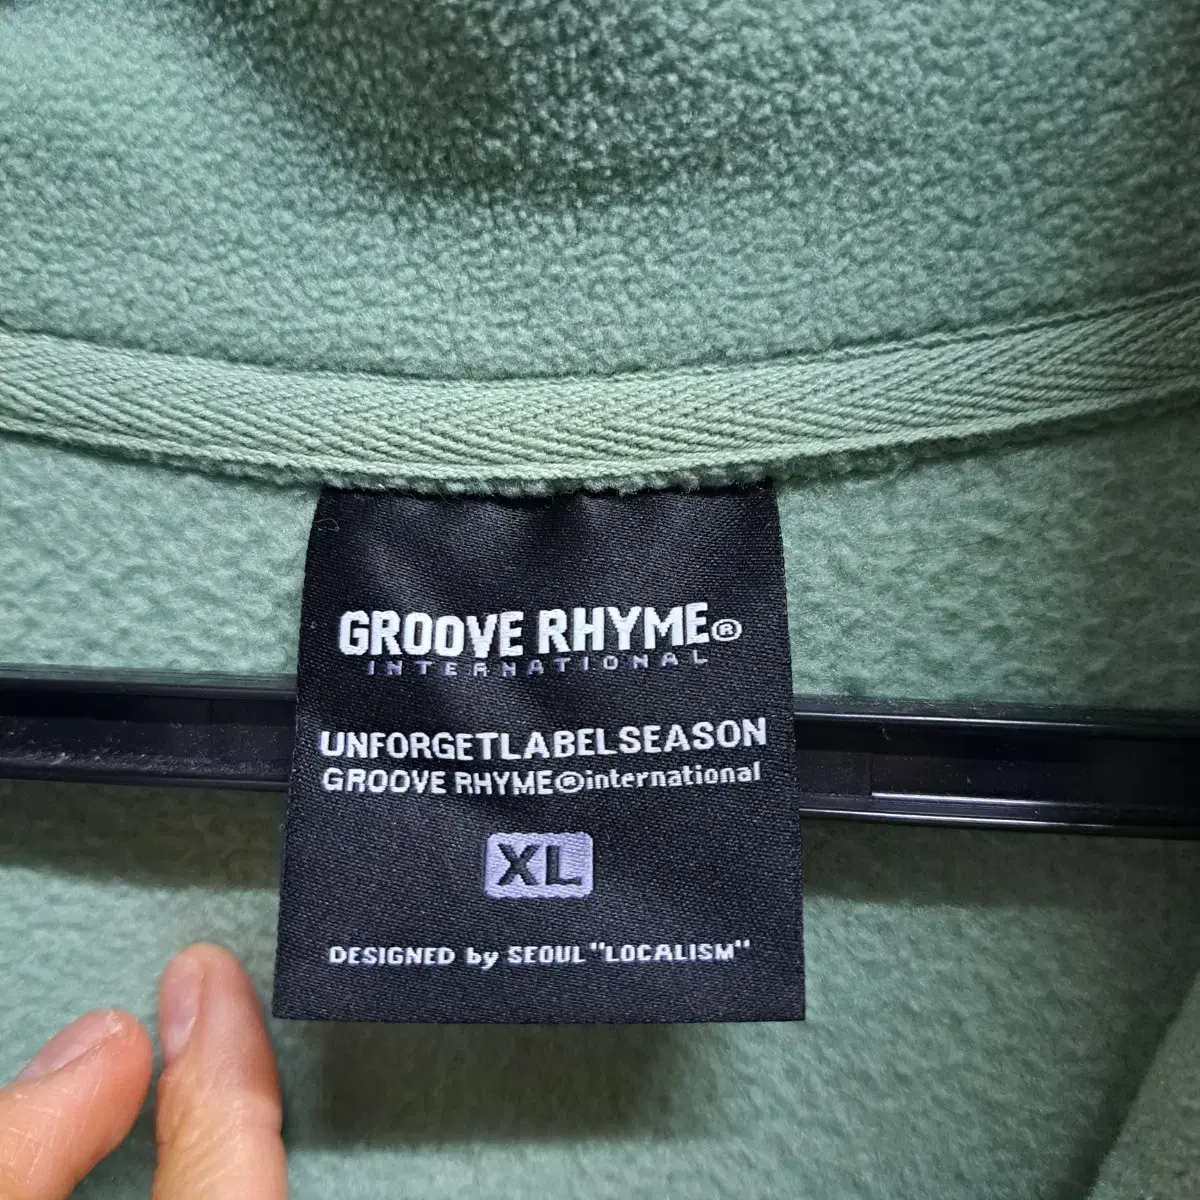 GROOVE RHYME®
INTERNATIONAL
UNFORGETLABELSEASON
GROOVE RHYME®international
XL
DESIGNED by SEOUL "LOCALISM"